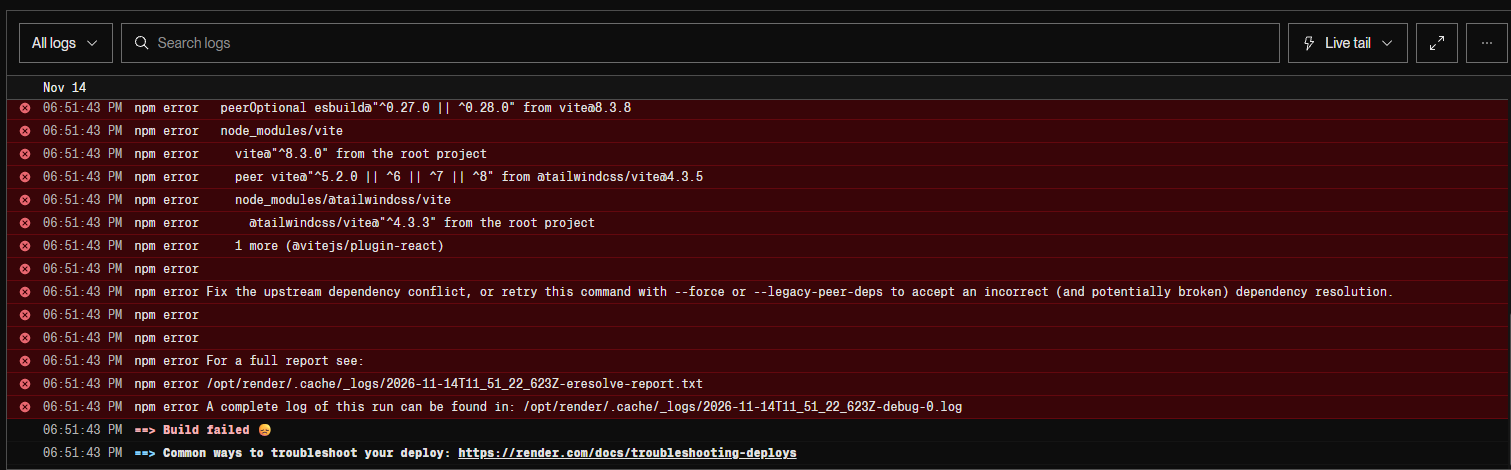 All logs
Search logs
Live tail
...
Nov 14
06:51:43 PM npm error   peerOptional esbuild@"^0.27.0 || ^0.28.0" from vite@8.3.8
06:51:43 PM npm error   node_modules/vite
06:51:43 PM npm error     vite@"^8.3.0" from the root project
06:51:43 PM npm error     peer vite@"^5.2.0 || ^6 || ^7 || ^8" from @tailwindcss/vite@4.3.5
06:51:43 PM npm error     node_modules/@tailwindcss/vite
06:51:43 PM npm error       @tailwindcss/vite@"^4.3.3" from the root project
06:51:43 PM npm error     1 more (@vitejs/plugin-react)
06:51:43 PM npm error
06:51:43 PM npm error Fix the upstream dependency conflict, or retry this command with --force or --legacy-peer-deps to accept an incorrect (and potentially broken) dependency resolution.
06:51:43 PM npm error
06:51:43 PM npm error
06:51:43 PM npm error For a full report see:
06:51:43 PM npm error /opt/render/.cache/_logs/2026-11-14T11_51_22_623Z-eresolve-report.txt
06:51:43 PM npm error A complete log of this run can be found in: /opt/render/.cache/_logs/2026-11-14T11_51_22_623Z-debug-0.log
06:51:43 PM ==> Build failed 😞
06:51:43 PM ==> Common ways to troubleshoot your deploy: https://render.com/docs/troubleshooting-deploys